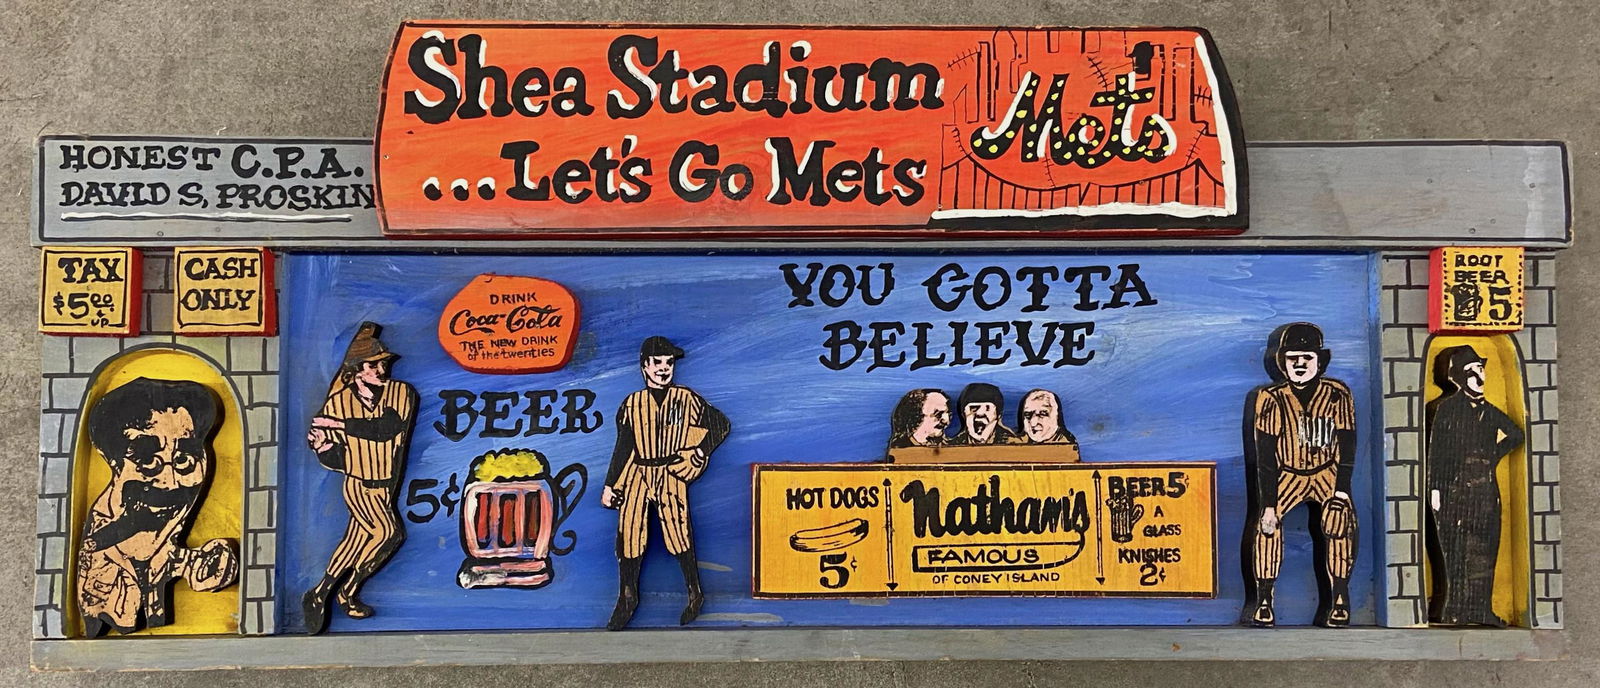 Shea Stadium
...Let's Go Mets
Mets
HONEST C.P.A.
DAVID S. PROSKIN
TAX
$5.00
& UP
CASH
ONLY
DRINK
Coca-Cola
THE NEW DRINK
of the twenties
BEER
5¢
YOU GOTTA
BELIEVE
HOT DOGS
5¢
Nathan's
FAMOUS
OF CONEY ISLAND
BEER 5¢
A
GLASS
KNISHES
2¢
ROOT
BEER
5